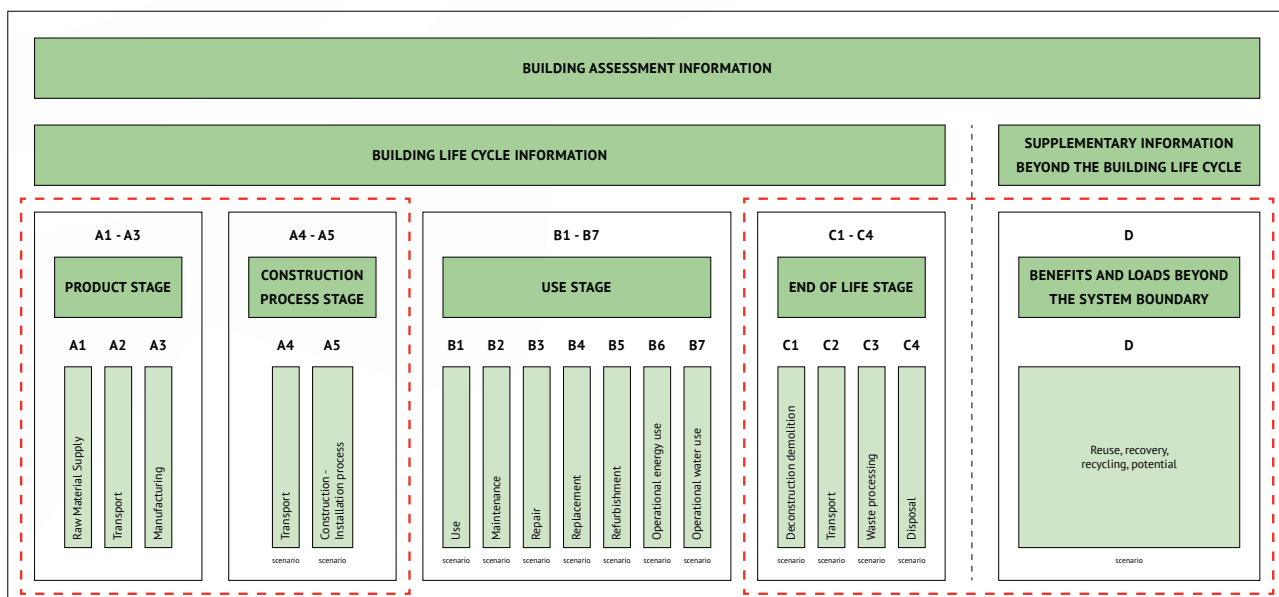 BUILDING ASSESSMENT INFORMATION
BUILDING LIFE CYCLE INFORMATION
SUPPLEMENTARY INFORMATION
BEYOND THE BUILDING LIFE CYCLE
A1 - A3
PRODUCT STAGE
A1 A2 A3
Raw Material Supply
Transport
Manufacturing
A4 - A5
CONSTRUCTION
PROCESS STAGE
A4 A5
Transport
Construction -
Installation process
scenario scenario
B1 - B7
USE STAGE
B1 B2 B3 B4 B5 B6 B7
Use
Maintenance
Repair
Replacement
Refurbishment
Operational energy use
Operational water use
scenario scenario scenario scenario scenario scenario scenario
C1 - C4
END OF LIFE STAGE
C1 C2 C3 C4
Deconstruction demolition
Transport
Waste processing
Disposal
scenario scenario scenario scenario
D
BENEFITS AND LOADS BEYOND
THE SYSTEM BOUNDARY
D
Reuse, recovery,
recycling, potential
scenario